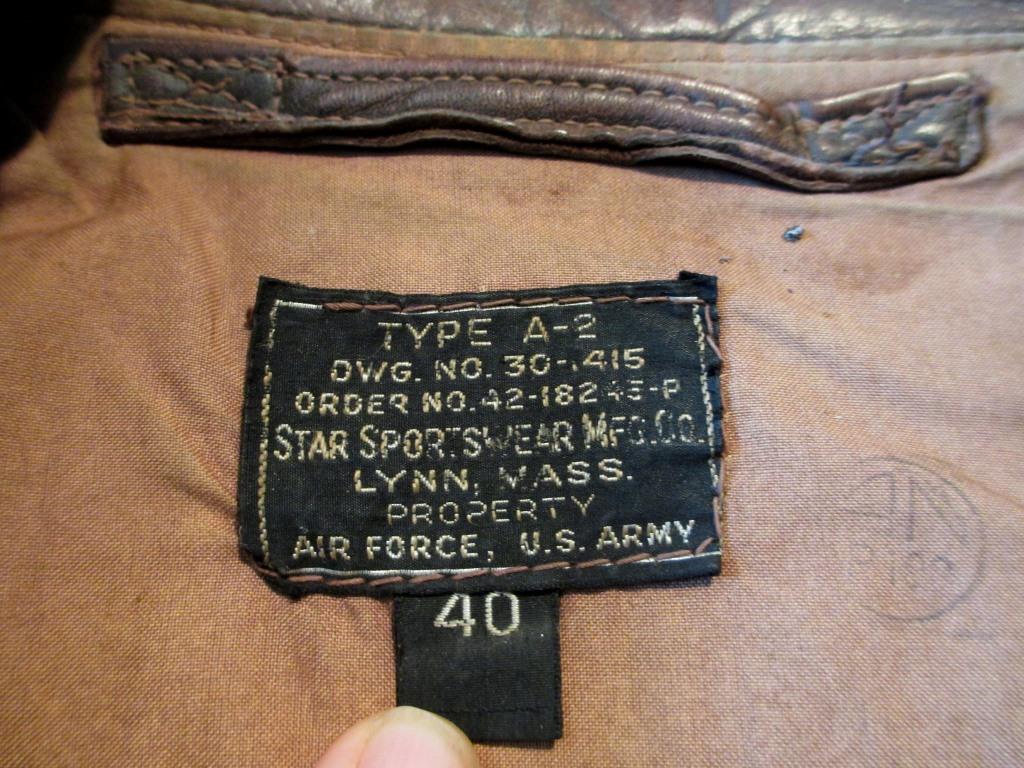 TYPE A-2
DWG. NO. 30-1415
ORDER NO. 42-18245-P
STAR SPORTSWEAR MFG. CO.
LYNN, MASS.
PROPERTY
AIR FORCE, U.S. ARMY
40